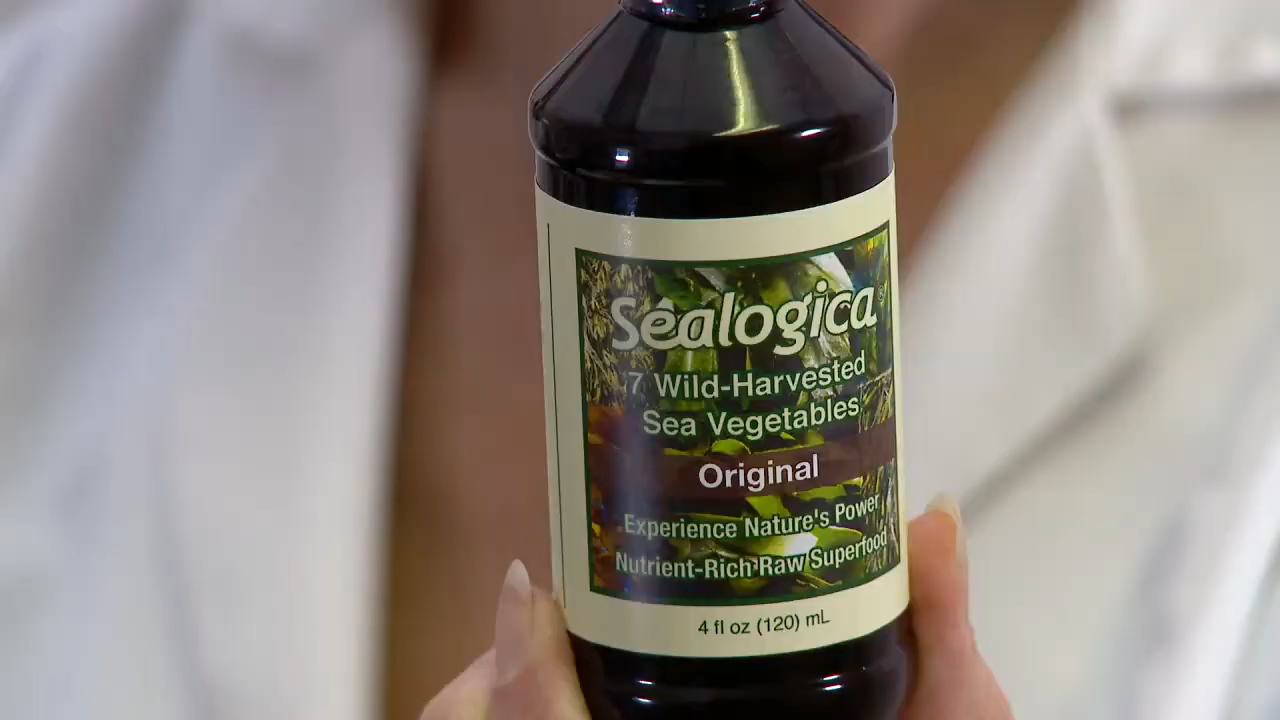 Sealogica®
7 Wild-Harvested
Sea Vegetables
Original
Experience Nature's Power
Nutrient-Rich Raw Superfood
4 fl oz (120) mL